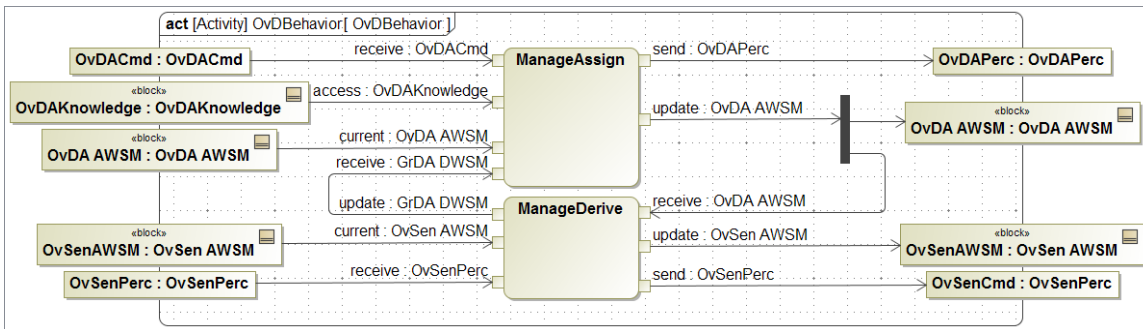 act [Activity] OvDBehavior[ OvDBehavior ]
OvDACmd : OvDACmd
receive : OvDACmd
ManageAssign
send : OvDAPerc
OvDAPerc : OvDAPerc
«block»
OvDAKnowledge : OvDAKnowledge
access : OvDAKnowledge
update : OvDA AWSM
«block»
OvDA AWSM : OvDA AWSM
«block»
OvDA AWSM : OvDA AWSM
current : OvDA AWSM
receive : GrDA DWSM
update : GrDA DWSM
ManageDerive
receive : OvDA AWSM
«block»
OvSenAWSM : OvSen AWSM
current : OvSen AWSM
update : OvSen AWSM
«block»
OvSenAWSM : OvSen AWSM
OvSenPerc : OvSenPerc
receive : OvSenPerc
send : OvSenPerc
OvSenCmd : OvSenPerc